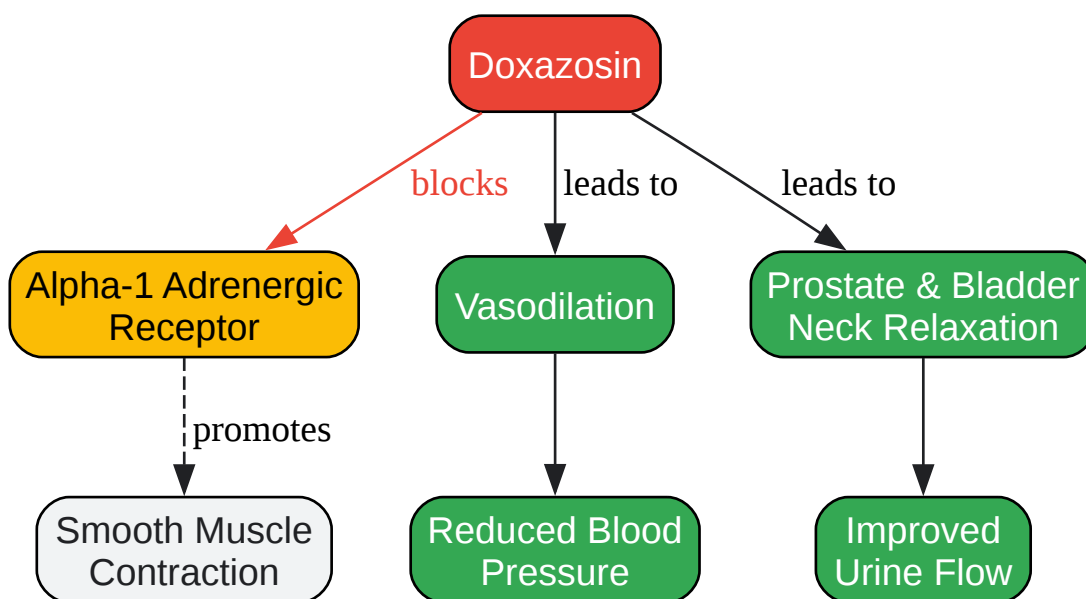 Doxazosin
blocks
leads to
leads to
Alpha-1 Adrenergic
Receptor
Vasodilation
Prostate & Bladder
Neck Relaxation
promotes
Smooth Muscle
Contraction
Reduced Blood
Pressure
Improved
Urine Flow